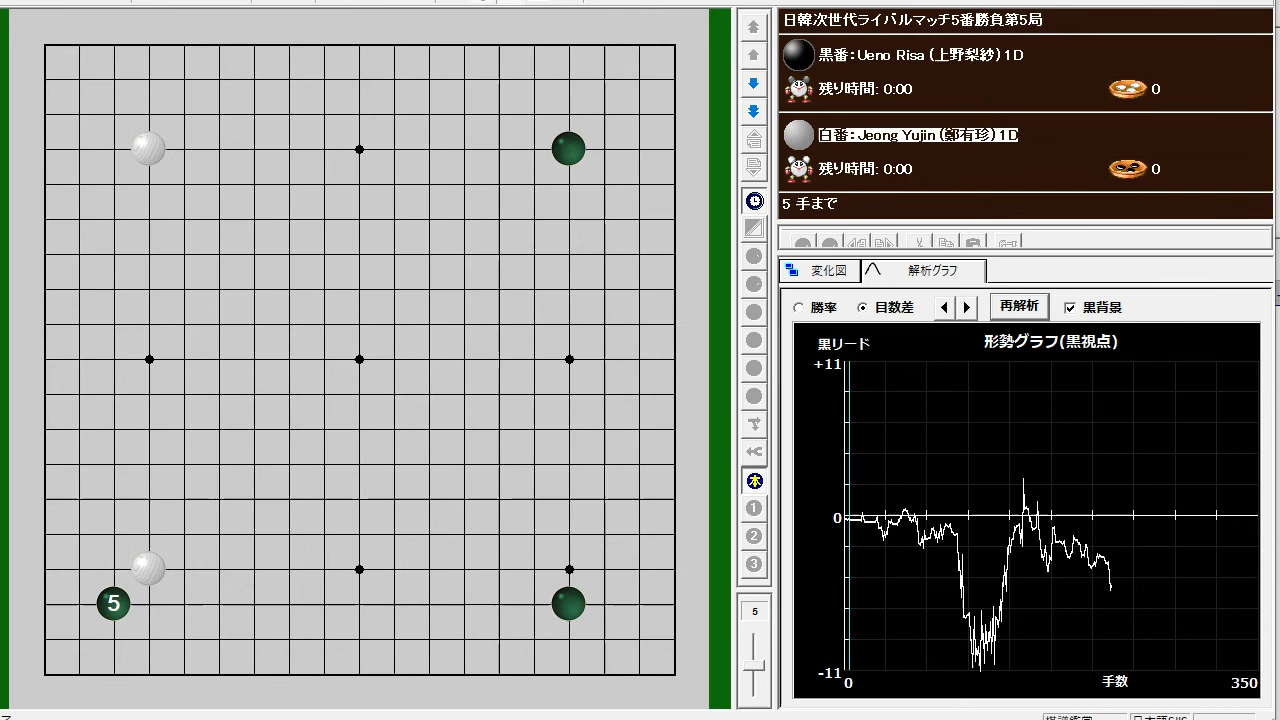 日韓次世代ライバルマッチ5番勝負第5局
黒番：Ueno Risa (上野梨紗) 1D
残り時間: 0:00
0
白番：Jeong Yujin (鄭有珍) 1D
残り時間: 0:00
0
5 手まで
変化図
解析グラフ
勝率
目数差
再解析
黒背景
形勢グラフ(黒視点)
黒リード
+11
0
-11
0
手数
350
5
1
2
3
5